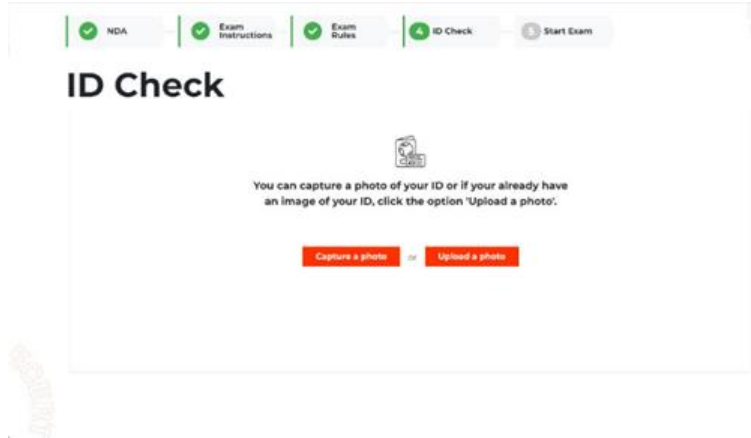 NDA
Exam
Instructions
Exam
Rules
4 ID Check
5 Start Exam
ID Check
You can capture a photo of your ID or if your already have
an image of your ID, click the option 'Upload a photo'.
Capture a photo or Upload a photo